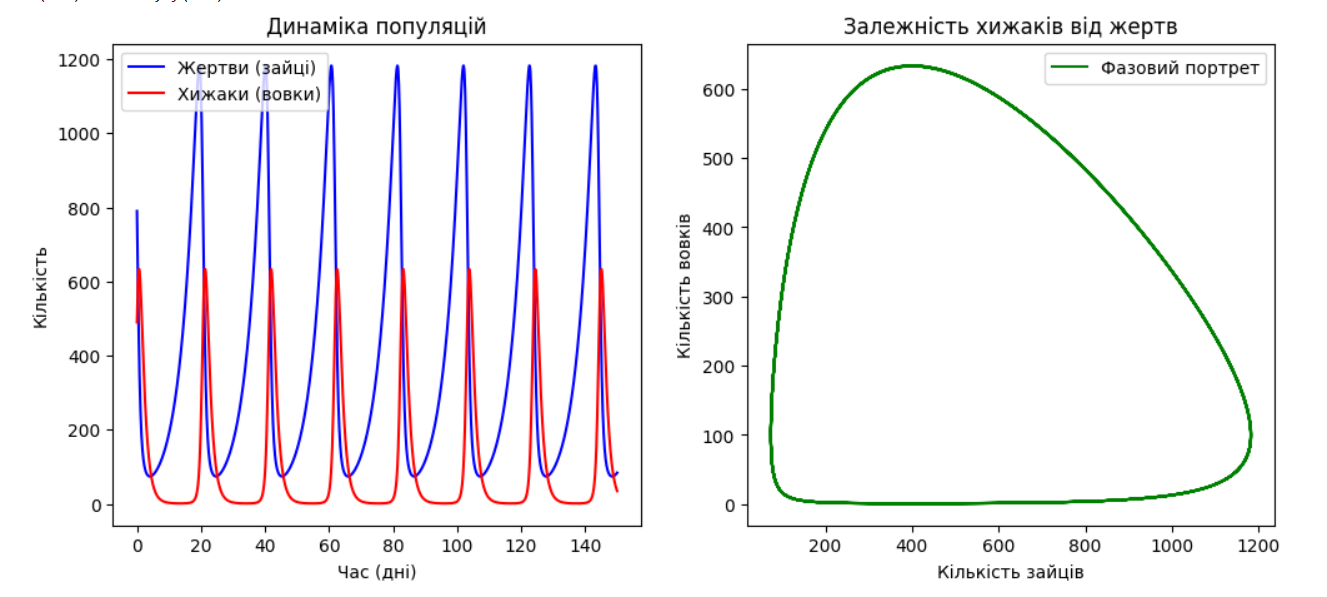 Динаміка популяцій
Жертви (зайці)
Хижаки (вовки)
Кількість
1200
1000
800
600
400
200
0
0 20 40 60 80 100 120 140
Час (дні)
Залежність хижаків від жертв
Фазовий портрет
Кількість вовків
600
500
400
300
200
100
0
200 400 600 800 1000 1200
Кількість зайців